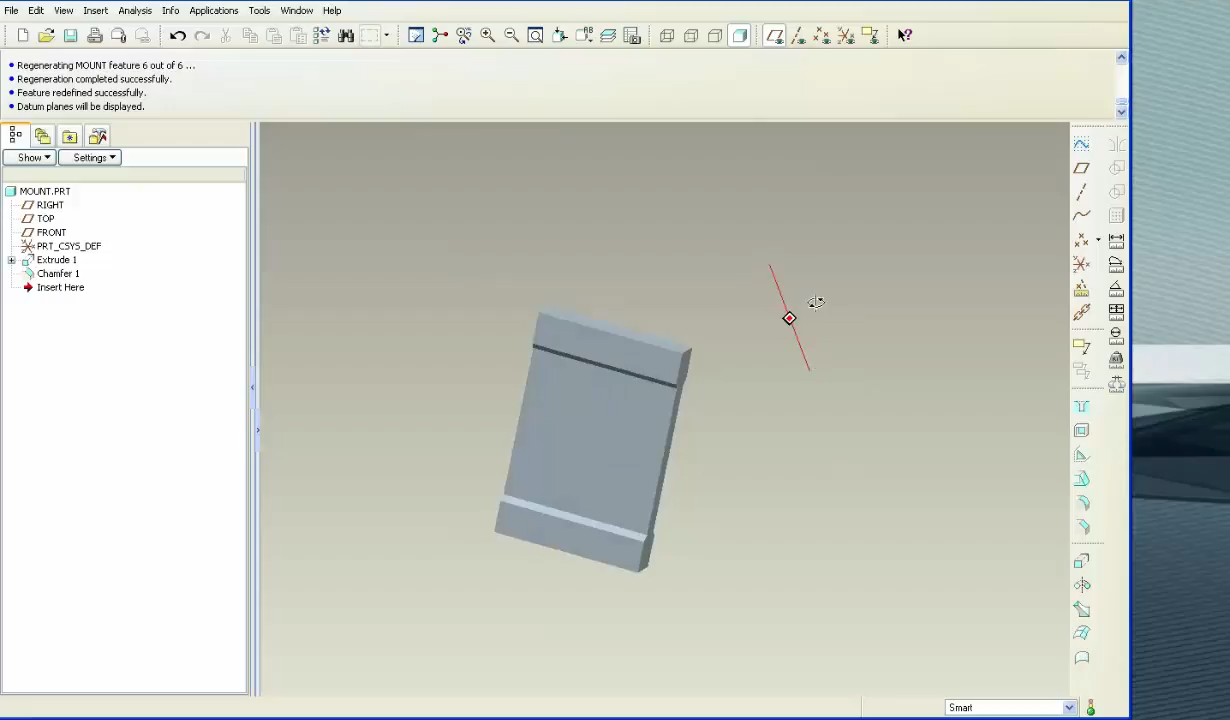 File Edit View Insert Analysis Info Applications Tools Window Help
Regenerating MOUNT feature 6 out of 6 ...
Regeneration completed successfully.
Feature redefined successfully.
Datum planes will be displayed.
Show Settings
MOUNT.PRT
RIGHT
TOP
FRONT
PRT_CSYS_DEF
Extrude 1
Chamfer 1
Insert Here
Smart